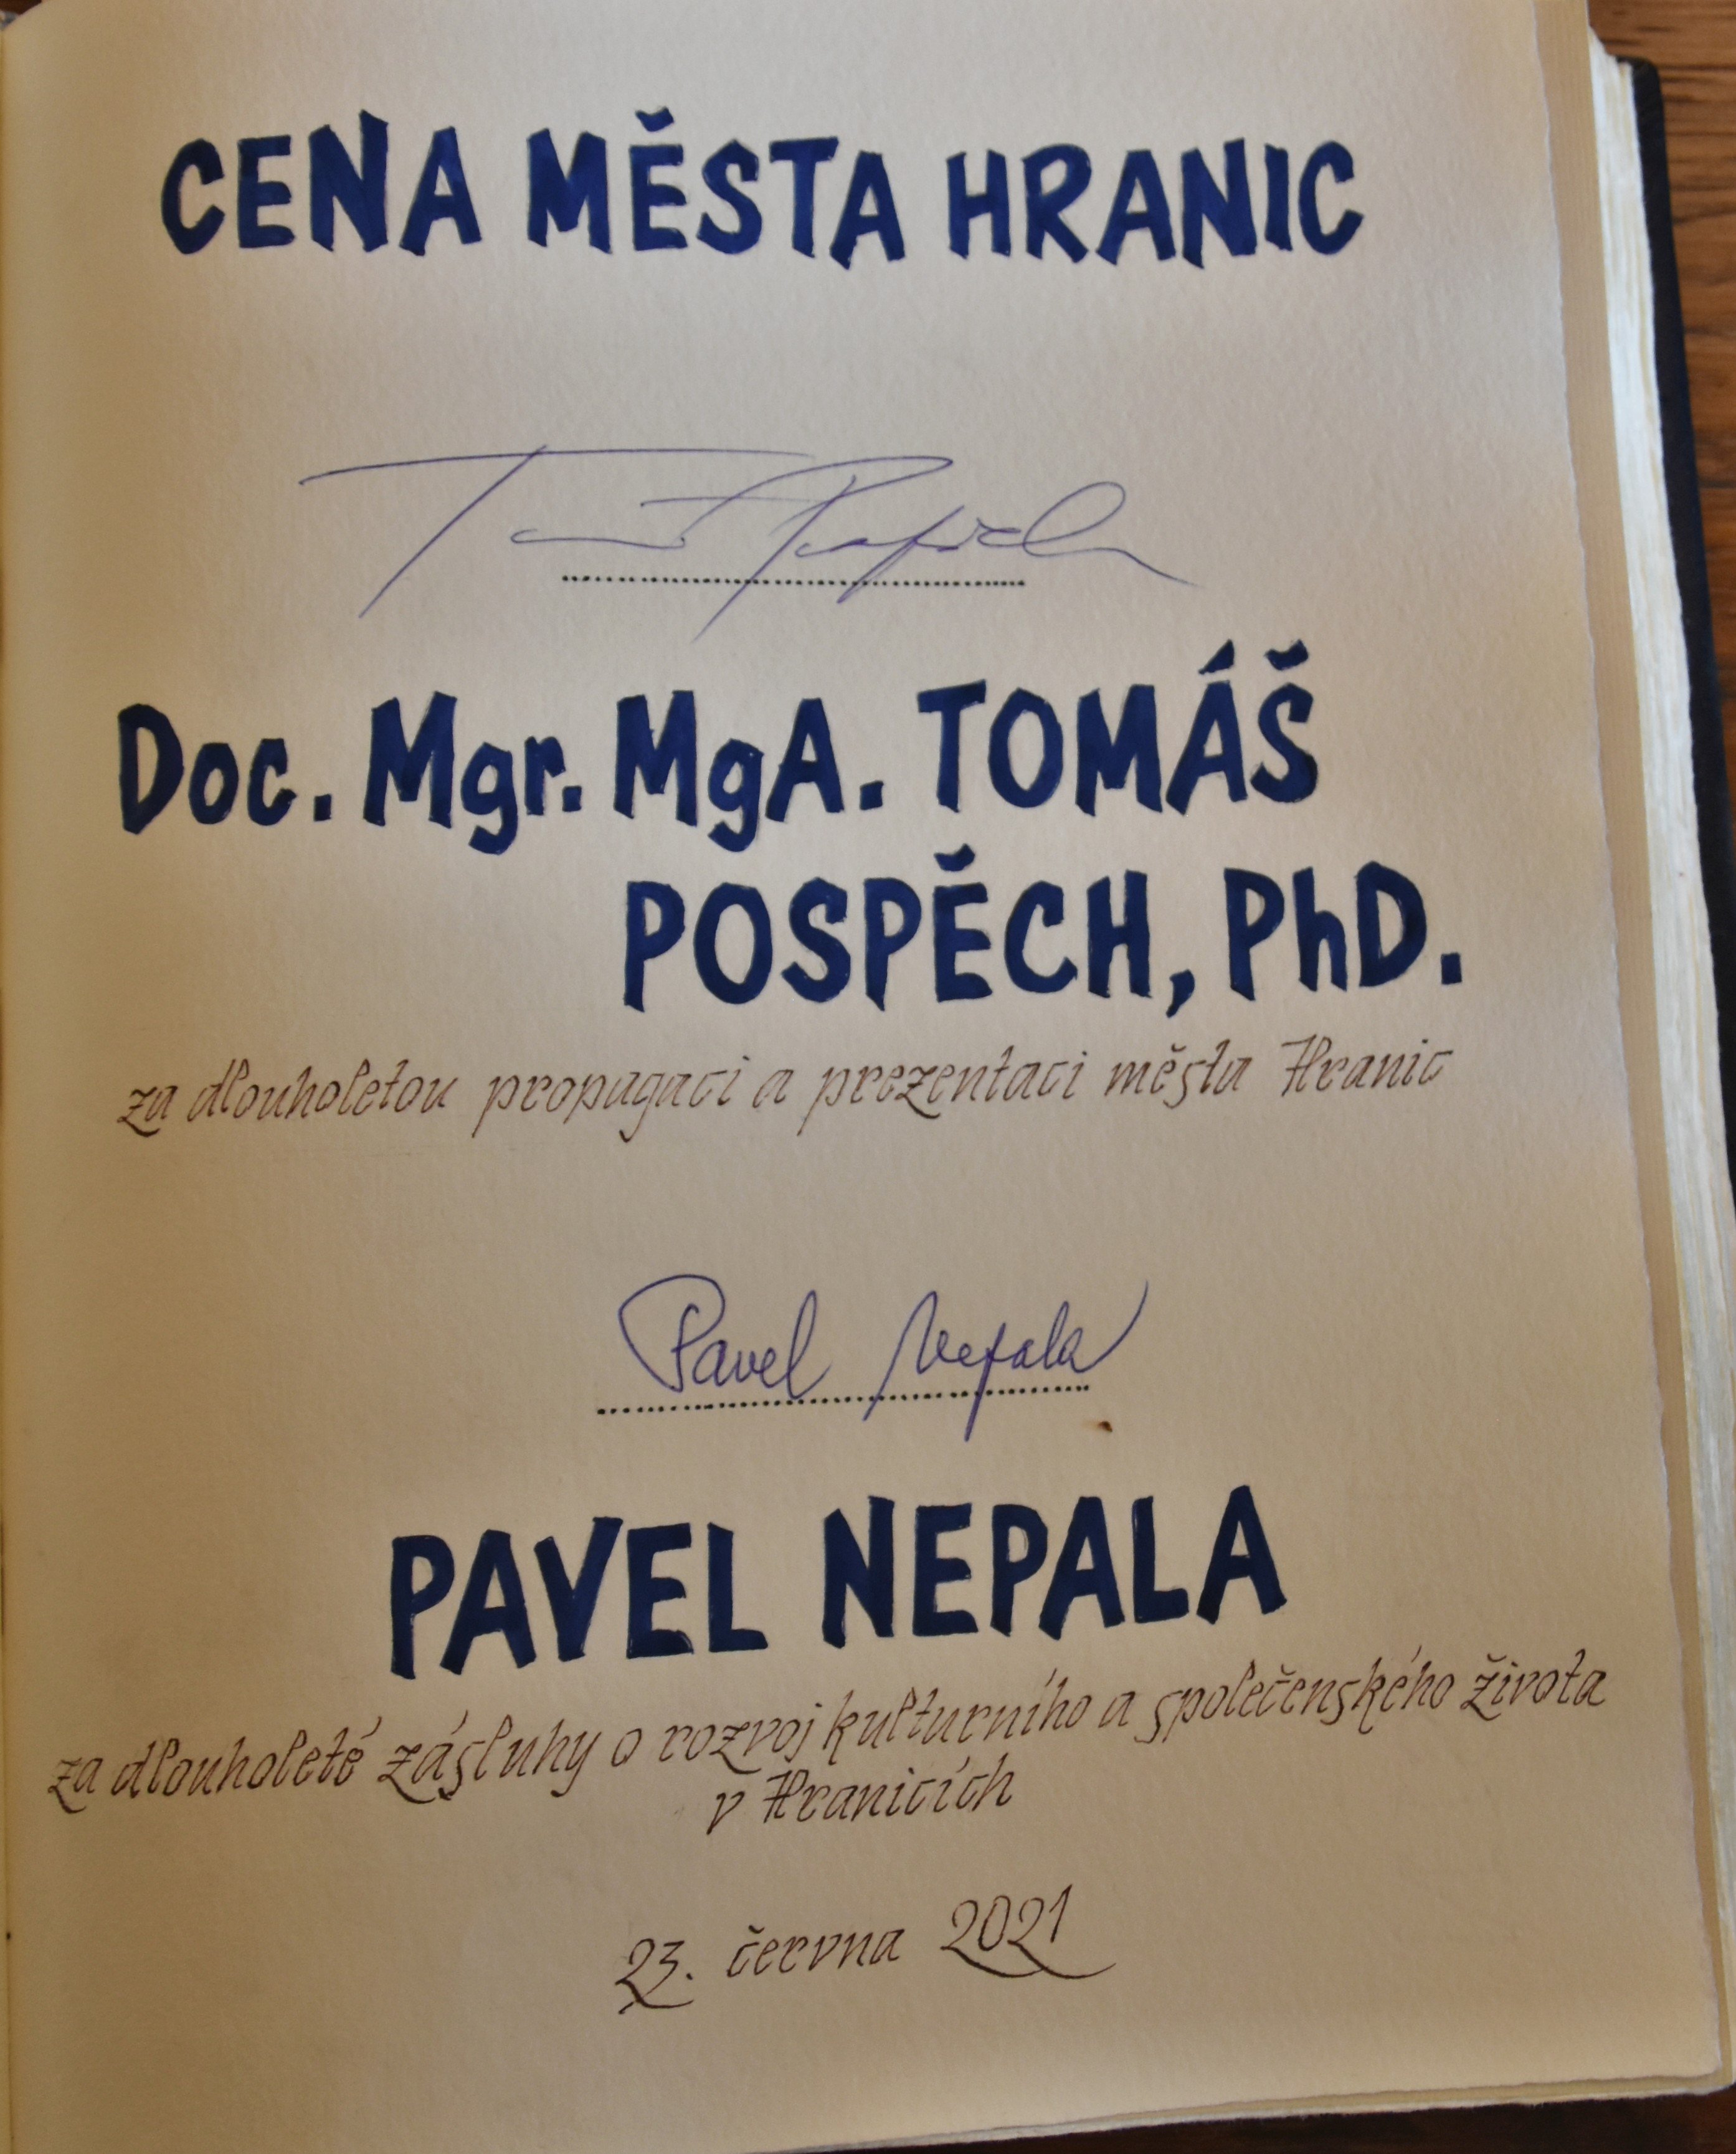 CENA MĚSTA HRANIC
Doc. Mgr. MgA. TOMÁŠ
POSPĚCH, PhD.
za dlouholetou propagaci a prezentaci města Hranic
Pavel Nepala
PAVEL NEPALA
za dlouholeté zásluhy o rozvoj kulturního a společenského života
v Hranicích
23. června 2021